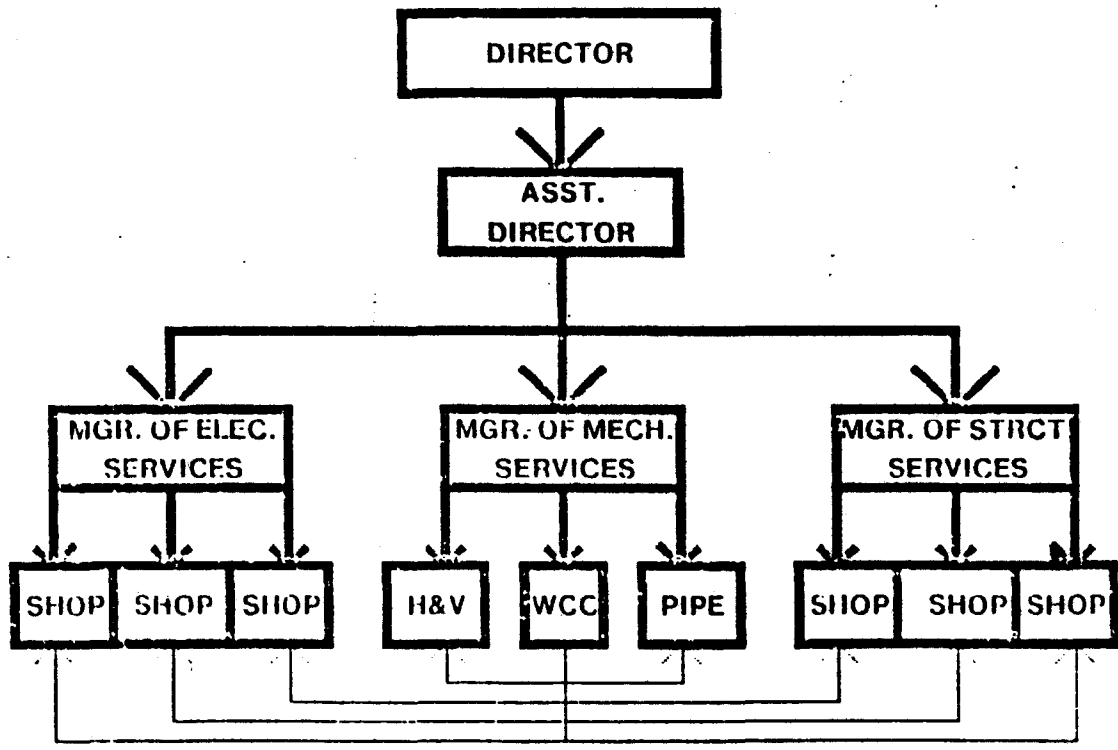 DIRECTOR
ASST.
DIRECTOR
MGR. OF ELEC.
SERVICES
MGR. OF MECH.
SERVICES
MGR. OF STRCT
SERVICES
SHOP
SHOP
SHOP
H&V
WCC
PIPE
SHOP
SHOP
SHOP